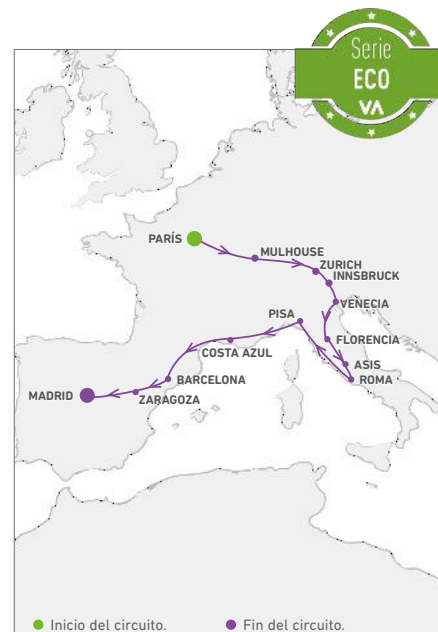 Serie
ECO
VA
PARÍS
MULHOUSE
ZURICH
INNSBRUCK
VENECIA
PISA
FLORENCIA
COSTA AZUL
ASIS
ROMA
BARCELONA
MADRID
ZARAGOZA
Inicio del circuito.
Fin del circuito.